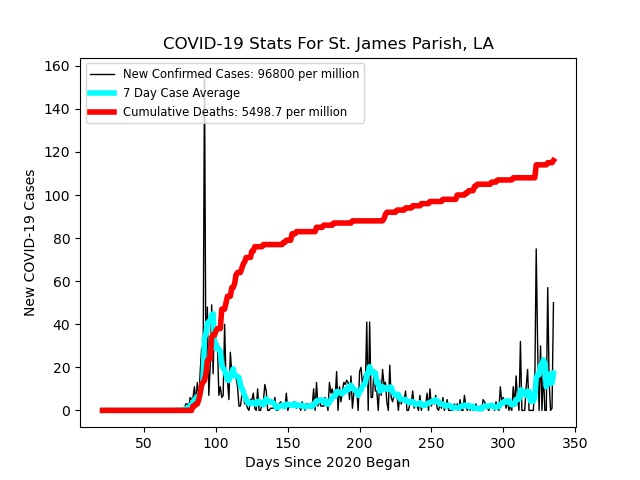 COVID-19 Stats For St. James Parish, LA
New Confirmed Cases: 96800 per million
7 Day Case Average
Cumulative Deaths: 5498.7 per million
New COVID-19 Cases
160
140
120
100
80
60
40
20
0
50 100 150 200 250 300 350
Days Since 2020 Began